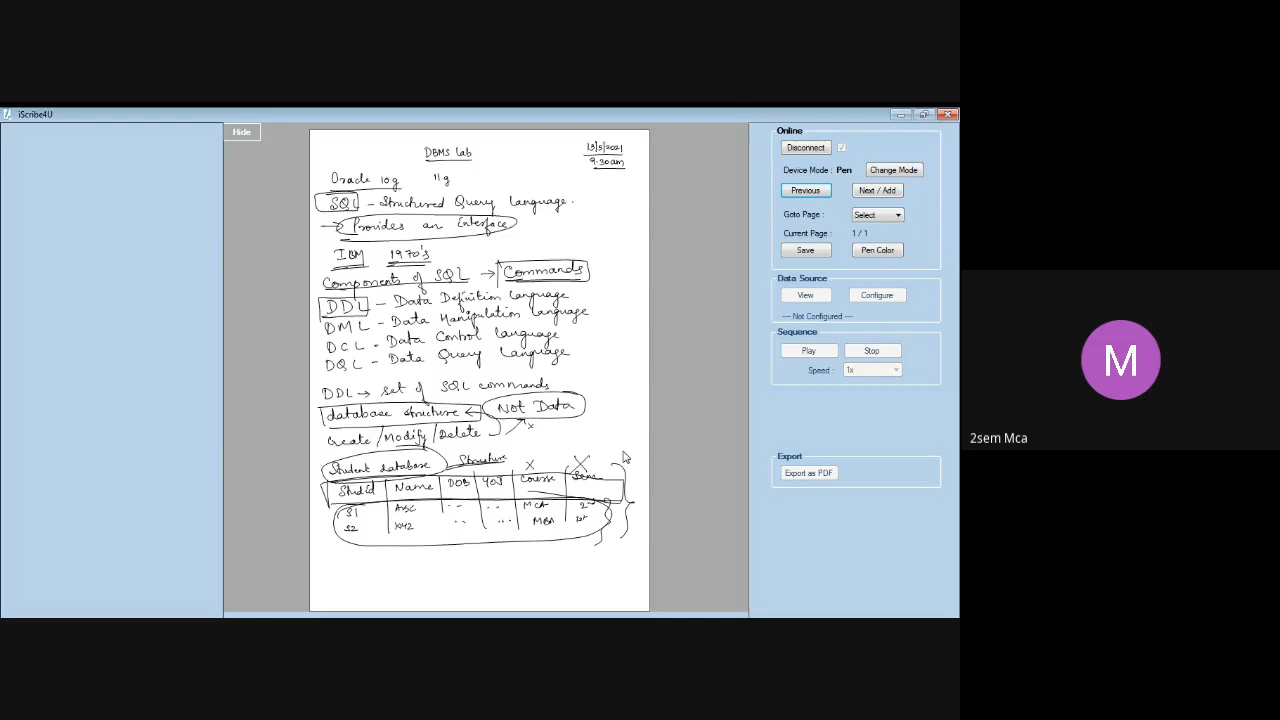 iScribe4U
Hide
DBMS Lab
19/5/2021
9.30am
Oracle 10g 11g
SQL - Structured Query Language.
→ Provides an Interface
IBM 1970's
Components of SQL → Commands
DDL - Data Definition Language
DML - Data Manipulation Language
DCL - Data Control Language
DQL - Data Query Language
DDL → set of SQL commands
database structure ← Not Data
Create / Modify / Delete x
Student database Structure X X
Studid Name DOB YOJ Course Sem
S1 ABC -- -- MCA 2nd
S2 XYZ -- --- MBA 1st
Online
Disconnect
Device Mode : Pen Change Mode
Previous Next / Add
Goto Page : Select
Current Page : 1 / 1
Save Pen Color
Data Source
View Configure
--- Not Configured ---
Sequence
Play Stop
Speed : 1x
Export
Export as PDF
M
2sem Mca